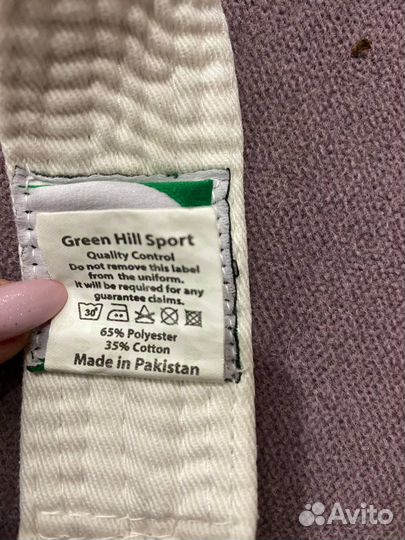 Green Hill Sport
Quality Control
Do not remove this label
from the uniform.
It will be required for any
guarantee claims.
30°
65% Polyester
35% Cotton
Made in Pakistan
Avito